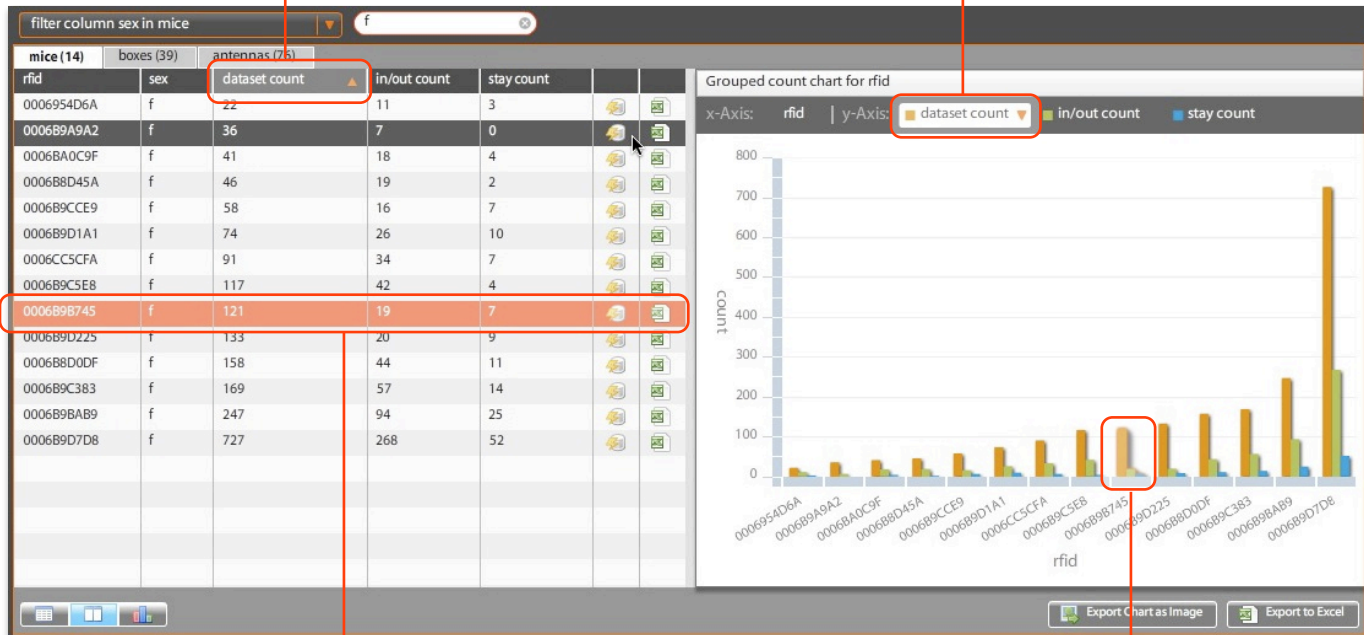 filter column sex in mice f
mice (14) boxes (39) antennas (76)
rfid sex dataset count in/out count stay count
0006954D6A f 22 11 3
0006B9A9A2 f 36 7 0
0006BA0C9F f 41 18 4
0006B8D45A f 46 19 2
0006B9CCE9 f 58 16 7
0006B9D1A1 f 74 26 10
0006CC5CFA f 91 34 7
0006B9C5E8 f 117 42 4
0006B9B745 f 121 19 7
0006B9D225 f 133 20 9
0006B8D0DF f 158 44 11
0006B9C383 f 169 57 14
0006B9BAB9 f 247 94 25
0006B9D7D8 f 727 268 52
Grouped count chart for rfid
x-Axis: rfid | y-Axis: dataset count in/out count stay count
800
700
600
500
400
300
200
100
0
count
0006954D6A
0006B9A9A2
0006BA0C9F
0006B8D45A
0006B9CCE9
0006B9D1A1
0006CC5CFA
0006B9C5E8
0006B9B745
0006B9D225
0006B8D0DF
0006B9C383
0006B9BAB9
0006B9D7D8
rfid
Export Chart as Image Export to Excel